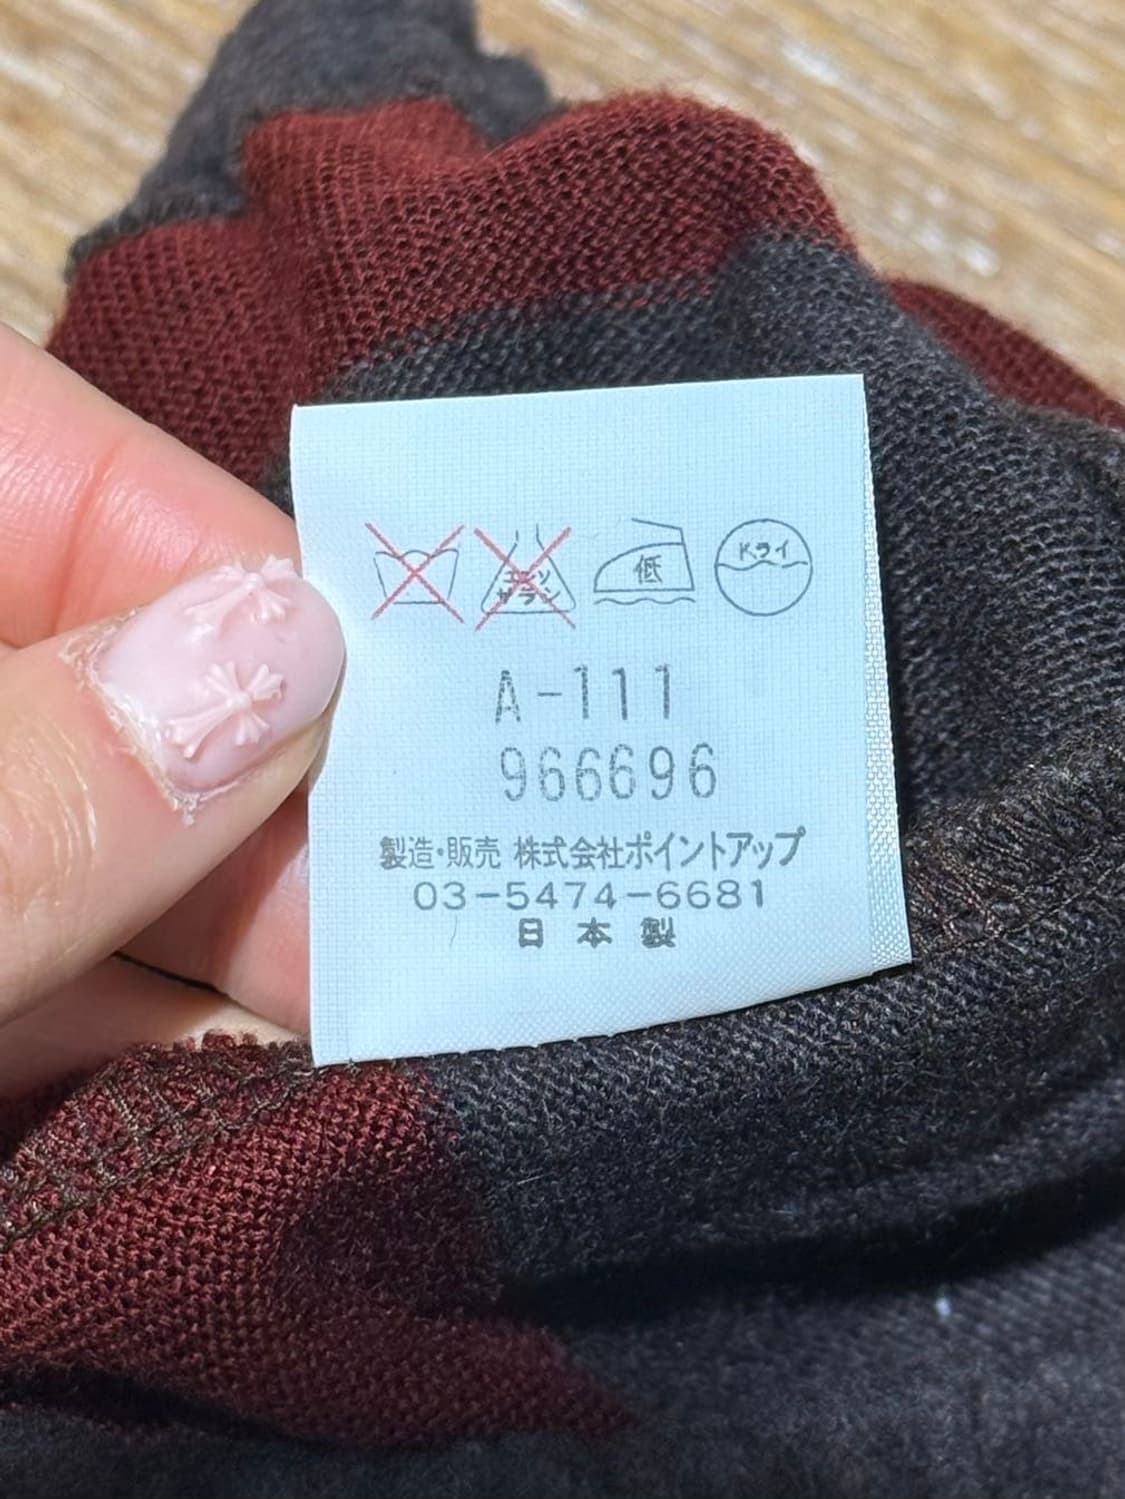 エンソ
サラシ
低
ドライ
A-111
966696
製造・販売 株式会社ポイントアップ
03-5474-6681
日本製